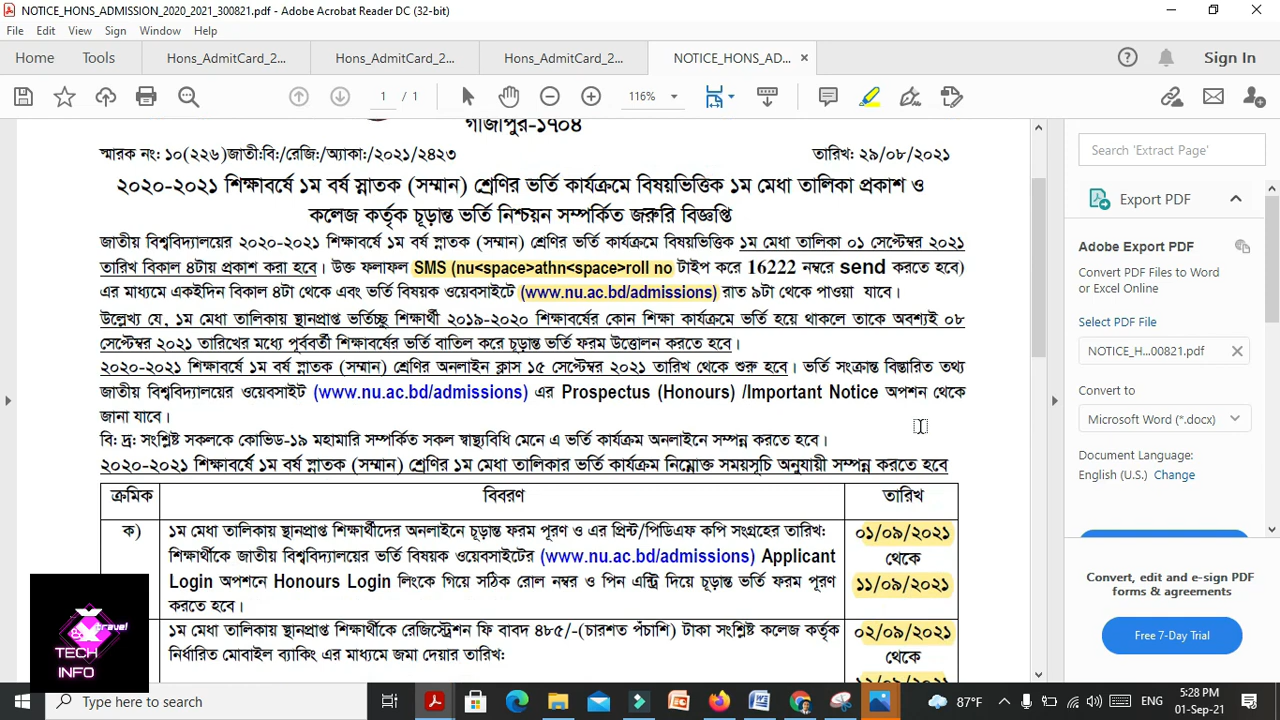 NOTICE_HONS_ADMISSION_2020_2021_300821.pdf - Adobe Acrobat Reader DC (32-bit)
File Edit View Sign Window Help
Home Tools Hons_AdmitCard_2... Hons_AdmitCard_2... Hons_AdmitCard_2... NOTICE_HONS_AD... Sign In
1 / 1 116%
গাজীপুর-১৭০৪
স্মারক নং: ১০(২২৬)জাতী:বি:/রেজি:/অ্যাকা:/২০২১/২৪২৩ তারিখ: ২৯/০৮/২০২১
২০২০-২০২১ শিক্ষাবর্ষে ১ম বর্ষ স্নাতক (সম্মান) শ্রেণির ভর্তি কার্যক্রমে বিষয়ভিত্তিক ১ম মেধা তালিকা প্রকাশ ও
কলেজ কর্তৃক চূড়ান্ত ভর্তি নিশ্চয়ন সম্পর্কিত জরুরি বিজ্ঞপ্তি
জাতীয় বিশ্ববিদ্যালয়ের ২০২০-২০২১ শিক্ষাবর্ষে ১ম বর্ষ স্নাতক (সম্মান) শ্রেণির ভর্তি কার্যক্রমে বিষয়ভিত্তিক ১ম মেধা তালিকা ০১ সেপ্টেম্বর ২০২১
তারিখ বিকাল ৪টায় প্রকাশ করা হবে। উক্ত ফলাফল SMS (nu<space>athn<space>roll no টাইপ করে 16222 নম্বরে send করতে হবে)
এর মাধ্যমে একইদিন বিকাল ৪টা থেকে এবং ভর্তি বিষয়ক ওয়েবসাইটে (www.nu.ac.bd/admissions) রাত ৯টা থেকে পাওয়া যাবে।
উল্লেখ্য যে, ১ম মেধা তালিকায় স্থানপ্রাপ্ত ভর্তিচ্ছু শিক্ষার্থী ২০১৯-২০২০ শিক্ষাবর্ষের কোন শিক্ষা কার্যক্রমে ভর্তি হয়ে থাকলে তাকে অবশ্যই ০৮
সেপ্টেম্বর ২০২১ তারিখের মধ্যে পূর্ববর্তী শিক্ষাবর্ষের ভর্তি বাতিল করে চূড়ান্ত ভর্তি ফরম উত্তোলন করতে হবে।
২০২০-২০২১ শিক্ষাবর্ষে ১ম বর্ষ স্নাতক (সম্মান) শ্রেণির অনলাইন ক্লাস ১৫ সেপ্টেম্বর ২০২১ তারিখ থেকে শুরু হবে। ভর্তি সংক্রান্ত বিস্তারিত তথ্য
জাতীয় বিশ্ববিদ্যালয়ের ওয়েবসাইট (www.nu.ac.bd/admissions) এর Prospectus (Honours) /Important Notice অপশন থেকে
জানা যাবে।
বি: দ্র: সংশ্লিষ্ট সকলকে কোভিড-১৯ মহামারি সম্পর্কিত সকল স্বাস্থ্যবিধি মেনে এ ভর্তি কার্যক্রম অনলাইনে সম্পন্ন করতে হবে।
২০২০-২০২১ শিক্ষাবর্ষে ১ম বর্ষ স্নাতক (সম্মান) শ্রেণির ১ম মেধা তালিকার ভর্তি কার্যক্রম নিম্নোক্ত সময়সূচি অনুযায়ী সম্পন্ন করতে হবে
ক্রমিক বিবরণ তারিখ
ক) ১ম মেধা তালিকায় স্থানপ্রাপ্ত শিক্ষার্থীদের অনলাইনে চূড়ান্ত ফরম পূরণ ও এর প্রিন্ট/পিডিএফ কপি সংগ্রহের তারিখ: ০১/০৯/২০২১
শিক্ষার্থীকে জাতীয় বিশ্ববিদ্যালয়ের ভর্তি বিষয়ক ওয়েবসাইটের (www.nu.ac.bd/admissions) Applicant থেকে
Login অপশনে Honours Login লিংকে গিয়ে সঠিক রোল নম্বর ও পিন এন্ট্রি দিয়ে চূড়ান্ত ভর্তি ফরম পূরণ ১১/০৯/২০২১
করতে হবে।
১ম মেধা তালিকায় স্থানপ্রাপ্ত শিক্ষার্থীকে রেজিস্ট্রেশন ফি বাবদ ৪৮৫/-(চারশত পঁচাশি) টাকা সংশ্লিষ্ট কলেজ কর্তৃক ০২/০৯/২০২১
নির্ধারিত মোবাইল ব্যাকিং এর মাধ্যমে জমা দেয়ার তারিখ: থেকে
Search 'Extract Page'
Export PDF
Adobe Export PDF
Convert PDF Files to Word
or Excel Online
Select PDF File
NOTICE_H...00821.pdf
Convert to
Microsoft Word (*.docx)
Document Language:
English (U.S.) Change
Convert, edit and e-sign PDF
forms & agreements
Free 7-Day Trial
TECH
INFO
Type here to search
87°F ENG
5:28 PM
01-Sep-21